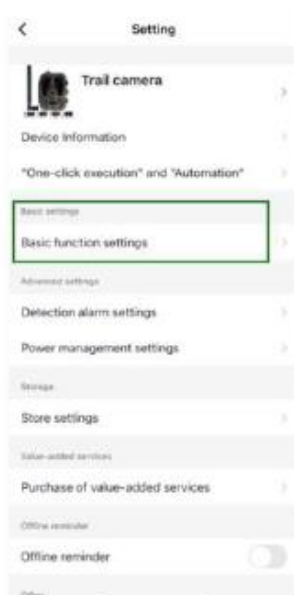 Setting
Trail camera
Device Information
"One-click execution" and "Automation"
Basic settings
Basic function settings
Advanced settings
Detection alarm settings
Power management settings
Storage
Store settings
Value-added services
Purchase of value-added services
Offline reminder
Offline reminder